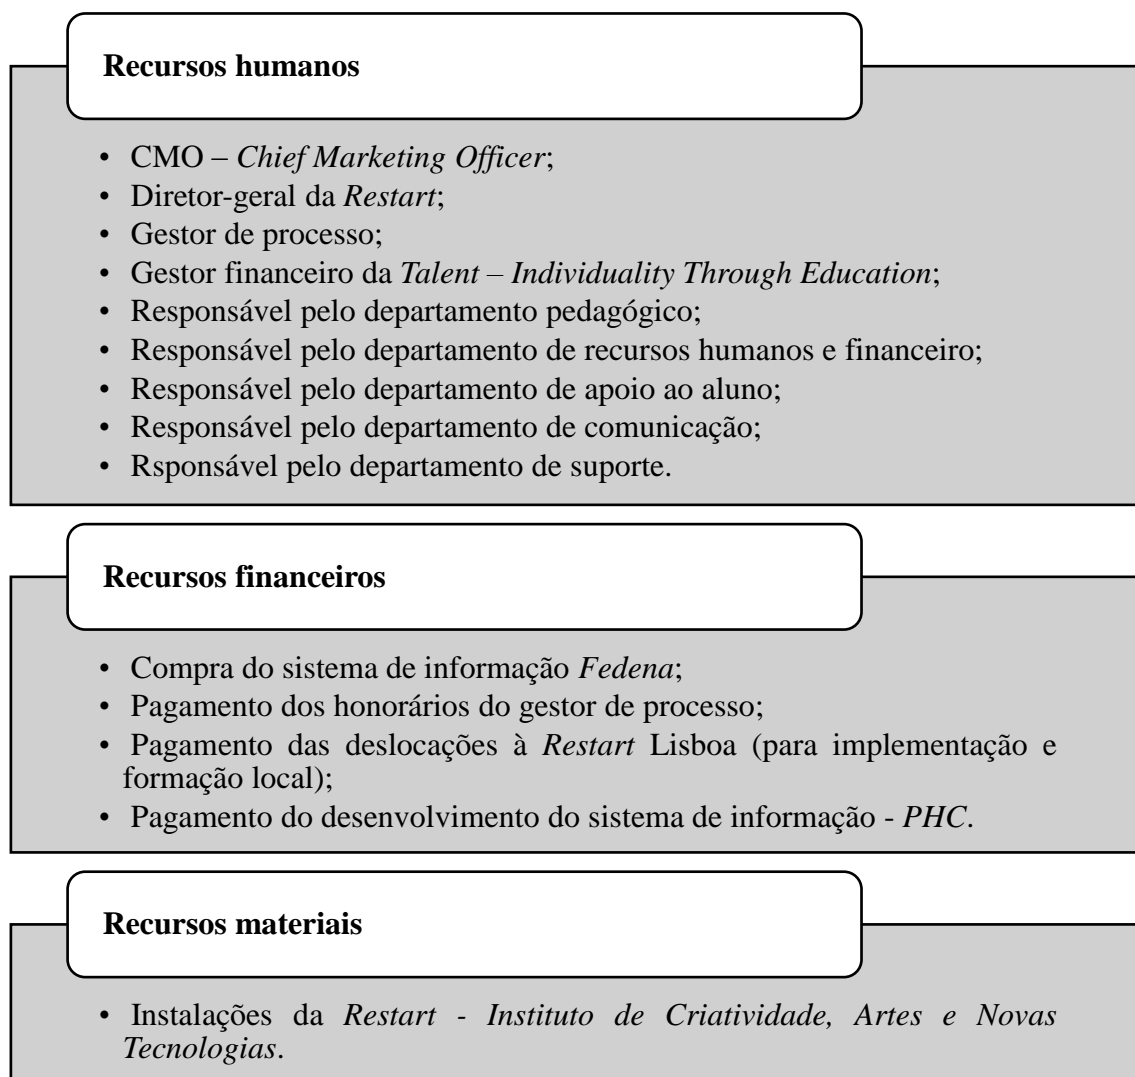 Recursos humanos
• CMO – Chief Marketing Officer;
• Diretor-geral da Restart;
• Gestor de processo;
• Gestor financeiro da Talent – Individuality Through Education;
• Responsável pelo departamento pedagógico;
• Responsável pelo departamento de recursos humanos e financeiro;
• Responsável pelo departamento de apoio ao aluno;
• Responsável pelo departamento de comunicação;
• Rsponsável pelo departamento de suporte.
Recursos financeiros
• Compra do sistema de informação Fedena;
• Pagamento dos honorários do gestor de processo;
• Pagamento das deslocações à Restart Lisboa (para implementação e
formação local);
• Pagamento do desenvolvimento do sistema de informação - PHC.
Recursos materiais
• Instalações da Restart - Instituto de Criatividade, Artes e Novas
Tecnologias.